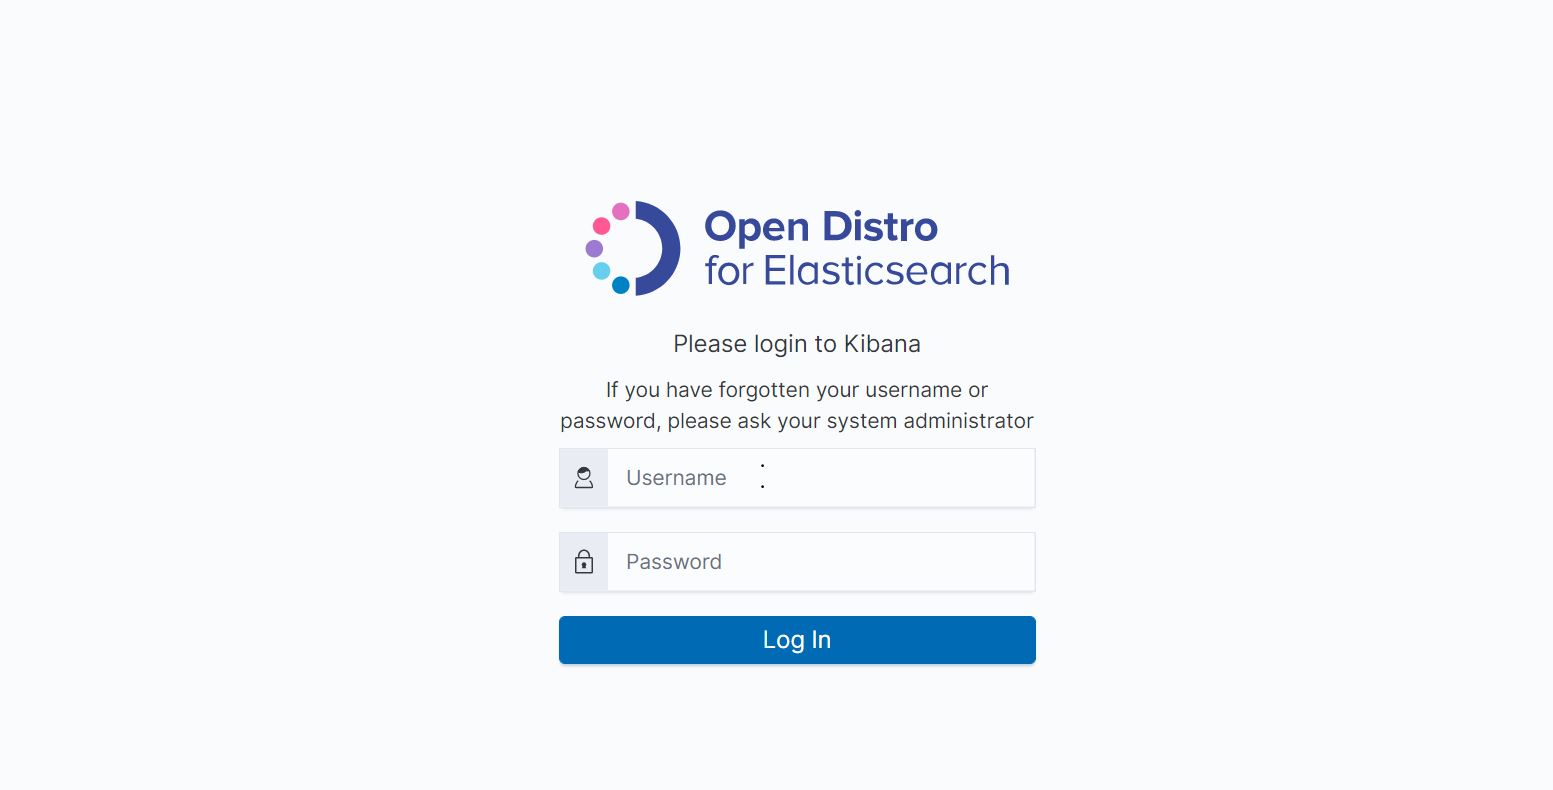 Open Distro
for Elasticsearch
Please login to Kibana
If you have forgotten your username or
password, please ask your system administrator
Username
Password
Log In